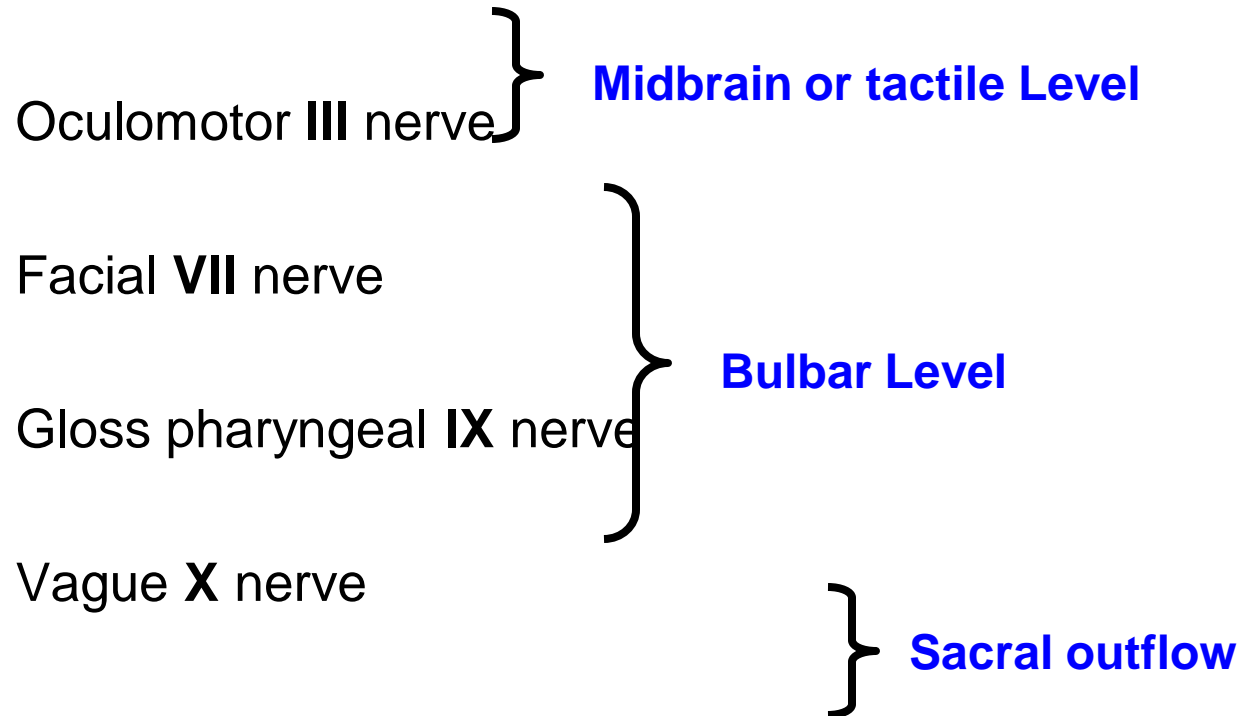 Midbrain or tactile Level
Oculomotor III nerve
Facial VII nerve
Bulbar Level
Gloss pharyngeal IX nerve
Vague X nerve
Sacral outflow